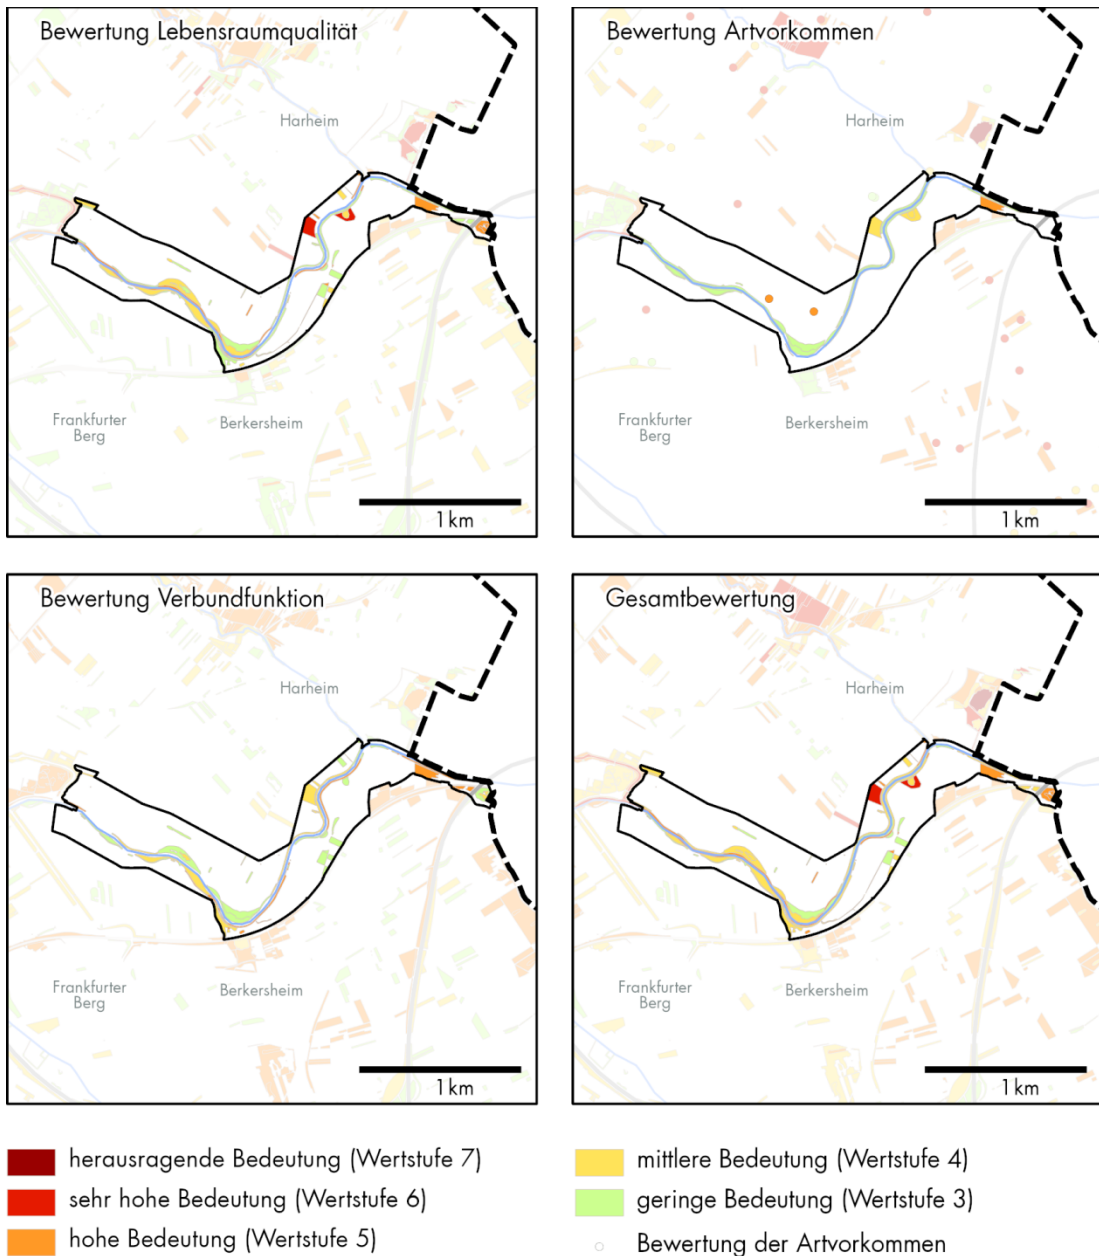 Bewertung Lebensraumqualität
Harheim
Frankfurter
Berg
Berkersheim
1 km
Bewertung Artvorkommen
Harheim
Frankfurter
Berg
Berkersheim
1 km
Bewertung Verbundfunktion
Harheim
Frankfurter
Berg
Berkersheim
1 km
Gesamtbewertung
Harheim
Frankfurter
Berg
Berkersheim
1 km
herausragende Bedeutung (Wertstufe 7)
sehr hohe Bedeutung (Wertstufe 6)
hohe Bedeutung (Wertstufe 5)
mittlere Bedeutung (Wertstufe 4)
geringe Bedeutung (Wertstufe 3)
Bewertung der Artvorkommen